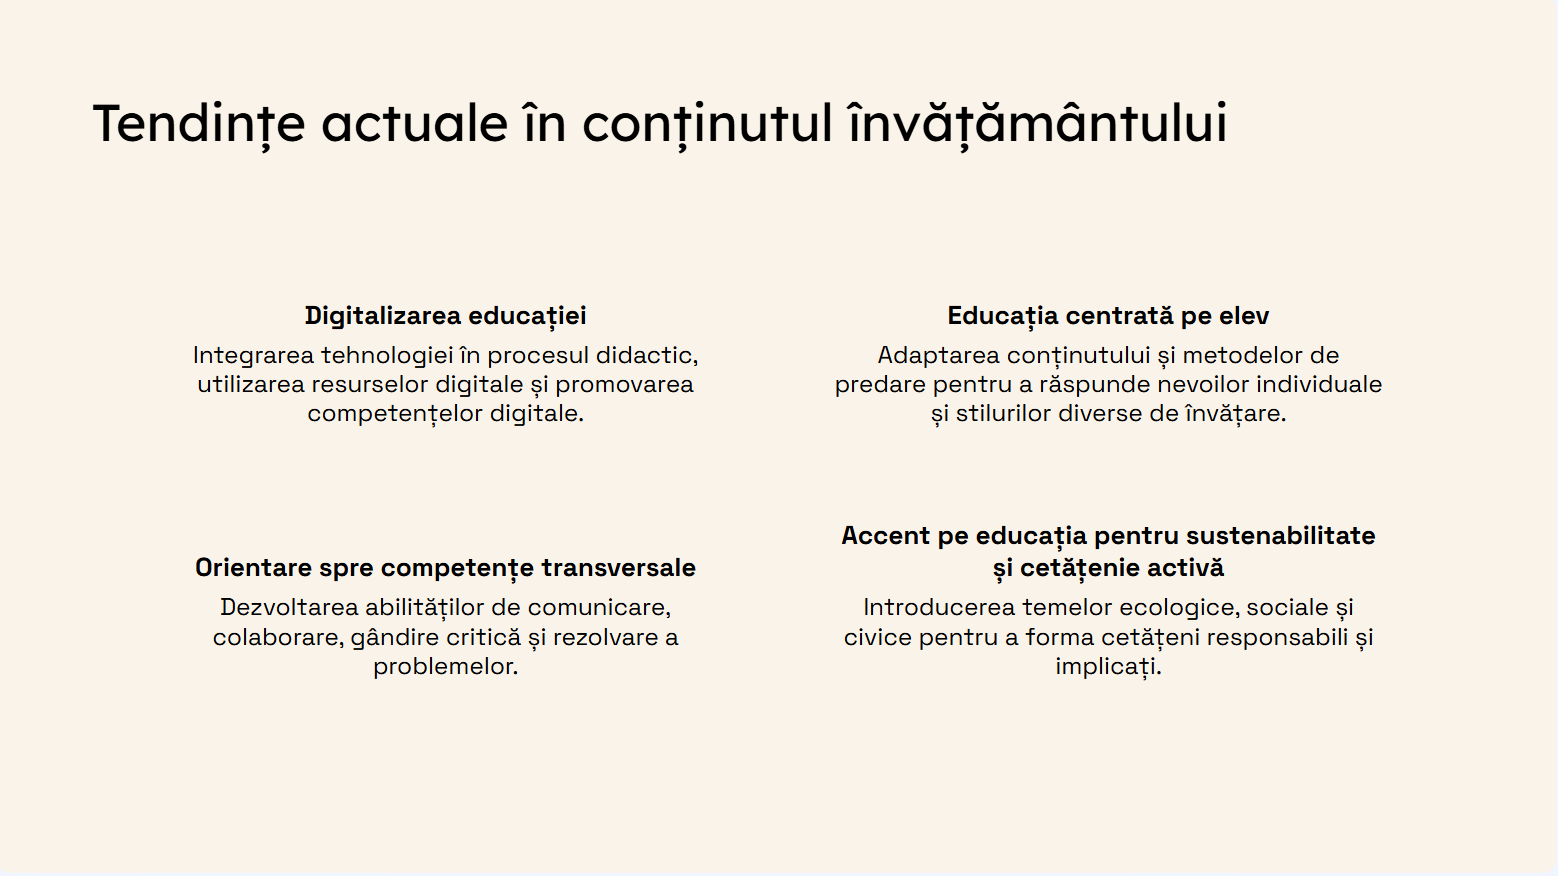 Tendințe actuale în conținutul învățământului
Digitalizarea educației
Integrarea tehnologiei în procesul didactic,
utilizarea resurselor digitale și promovarea
competențelor digitale.
Educația centrată pe elev
Adaptarea conținutului și metodelor de
predare pentru a răspunde nevoilor individuale
și stilurilor diverse de învățare.
Orientare spre competențe transversale
Dezvoltarea abilităților de comunicare,
colaborare, gândire critică și rezolvare a
problemelor.
Accent pe educația pentru sustenabilitate
și cetățenie activă
Introducerea temelor ecologice, sociale și
civice pentru a forma cetățeni responsabili și
implicați.